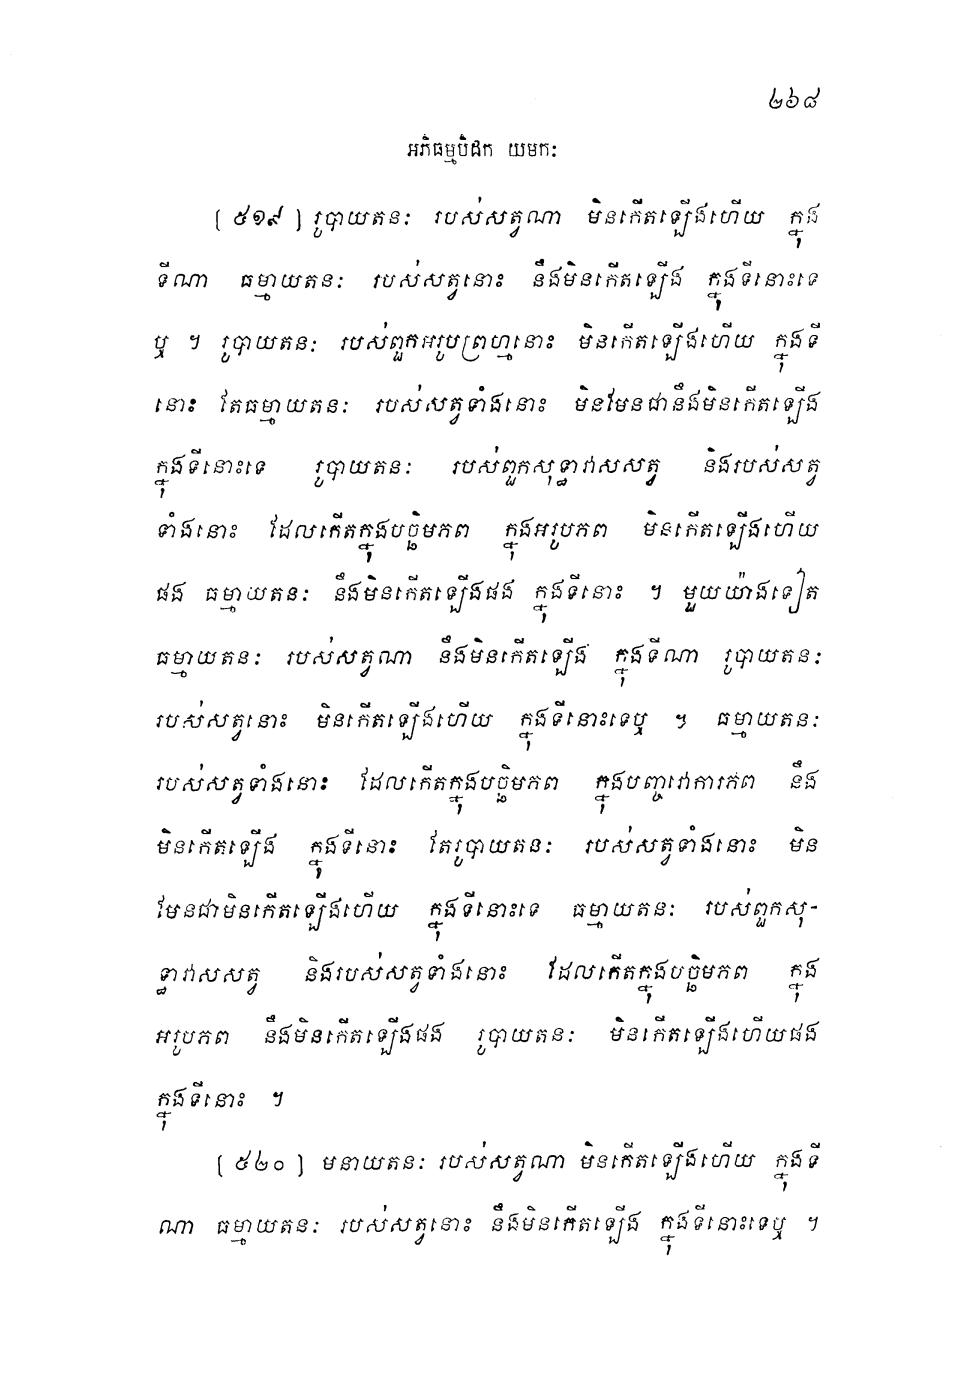 ២៦៨
អភិធម្មបិដក យមកៈ
[ ៥១៩ ] រូបាយតនៈ របស់សត្វណា មិនកើតឡើងហើយ ក្នុង
ទីណា ធម្មាយតនៈ របស់សត្វនោះ នឹងមិនកើតឡើង ក្នុងទីនោះទេ
ឬ ។ រូបាយតនៈ របស់ពួកអរូបព្រហ្មនោះ មិនកើតឡើងហើយ ក្នុងទី
នោះ តែធម្មាយតនៈ របស់សត្វទាំងនោះ មិនមែនជានឹងមិនកើតឡើង
ក្នុងទីនោះទេ រូបាយតនៈ របស់ពួកសុទ្ធាវាសសត្វ និងរបស់សត្វ
ទាំងនោះ ដែលកើតក្នុងបច្ឆិមភព ក្នុងអរូបភព មិនកើតឡើងហើយ
ផង ធម្មាយតនៈ នឹងមិនកើតឡើងផង ក្នុងទីនោះ ។ មួយយ៉ាងទៀត
ធម្មាយតនៈ របស់សត្វណា នឹងមិនកើតឡើង ក្នុងទីណា រូបាយតនៈ
របស់សត្វនោះ មិនកើតឡើងហើយ ក្នុងទីនោះទេឬ ។ ធម្មាយតនៈ
របស់សត្វទាំងនោះ ដែលកើតក្នុងបច្ឆិមភព ក្នុងបញ្ចវោការភព នឹង
មិនកើតឡើង ក្នុងទីនោះ តែរូបាយតនៈ របស់សត្វទាំងនោះ មិន
មែនជាមិនកើតឡើងហើយ ក្នុងទីនោះទេ ធម្មាយតនៈ របស់ពួកសុ-
ទ្ធាវាសសត្វ និងរបស់សត្វទាំងនោះ ដែលកើតក្នុងបច្ឆិមភព ក្នុង
អរូបភព នឹងមិនកើតឡើងផង រូបាយតនៈ មិនកើតឡើងហើយផង
ក្នុងទីនោះ ។
[ ៥២០ ] មនាយតនៈ របស់សត្វណា មិនកើតឡើងហើយ ក្នុងទី
ណា ធម្មាយតនៈ របស់សត្វនោះ នឹងមិនកើតឡើង ក្នុងទីនោះទេឬ ។